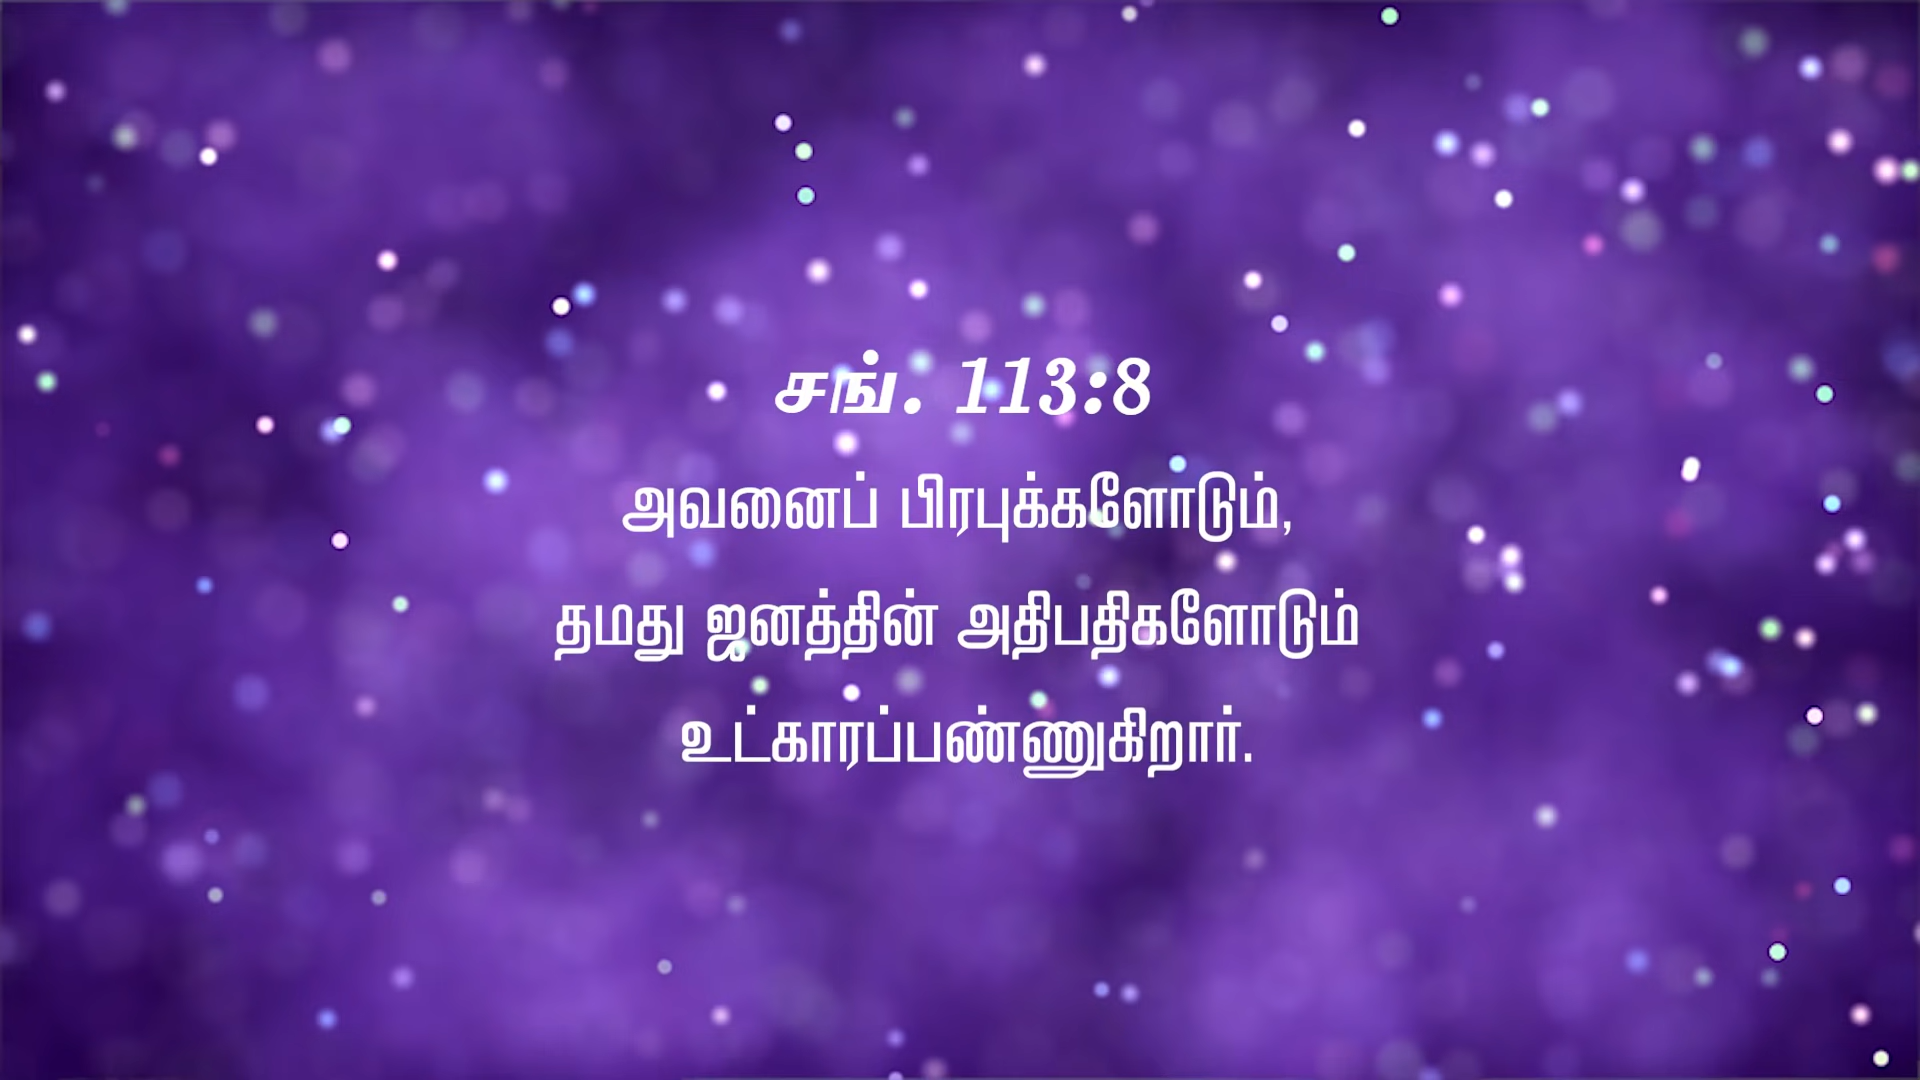 சங். 113:8
அவனைப் பிரபுக்களோடும்,
தமது ஜனத்தின் அதிபதிகளோடும்
உட்காரப்பண்ணுகிறார்.